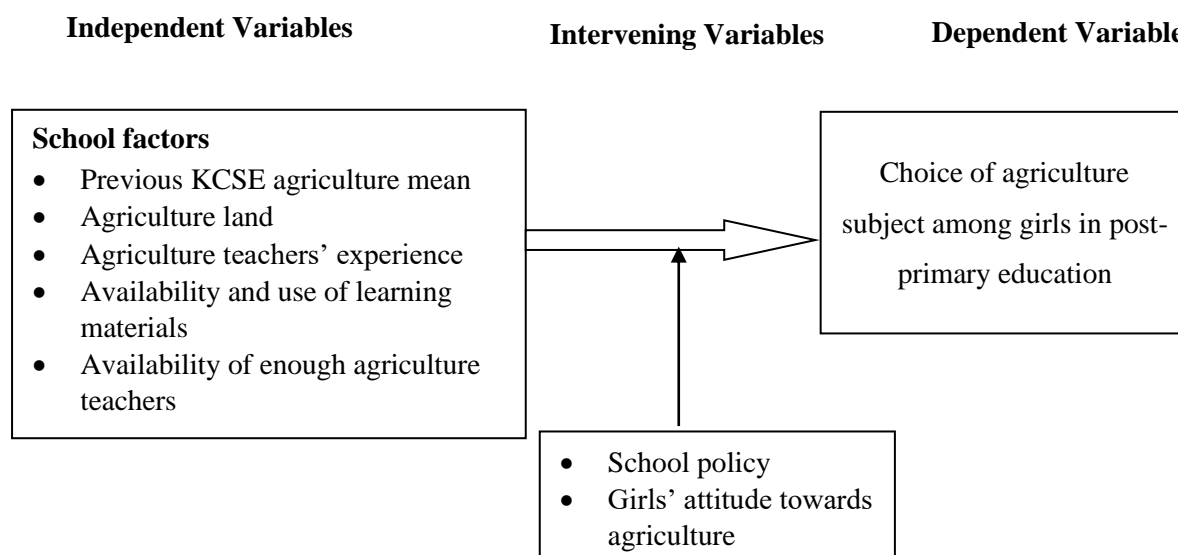 Independent Variables
Intervening Variables
Dependent Variable
School factors
• Previous KCSE agriculture mean
• Agriculture land
• Agriculture teachers’ experience
• Availability and use of learning
materials
• Availability of enough agriculture
teachers
Choice of agriculture
subject among girls in post-
primary education
• School policy
• Girls’ attitude towards
agriculture